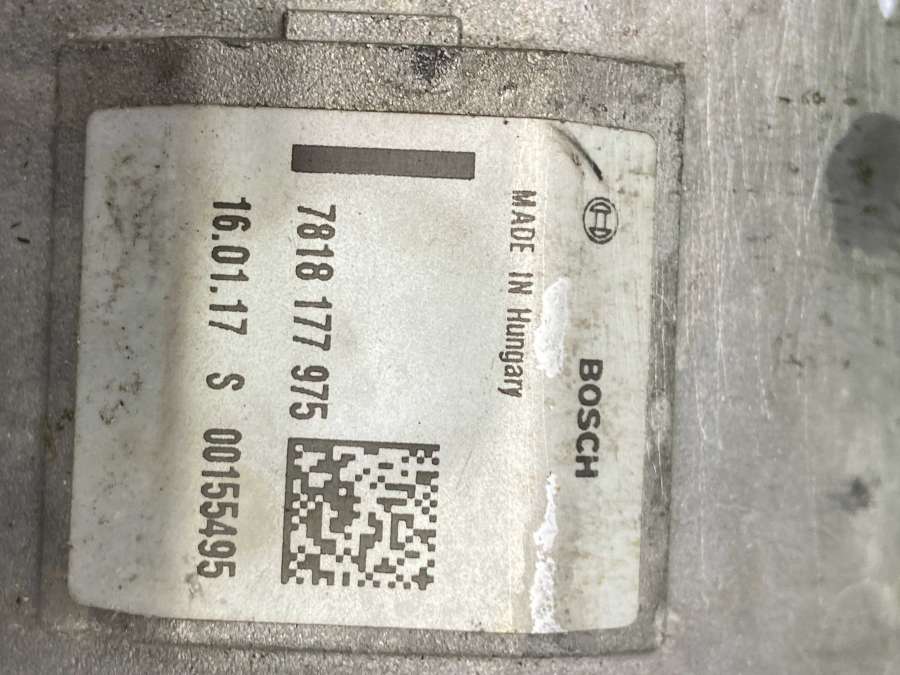 BOSCH
MADE IN Hungary
7818 177 975
16.01.17 S 00155495